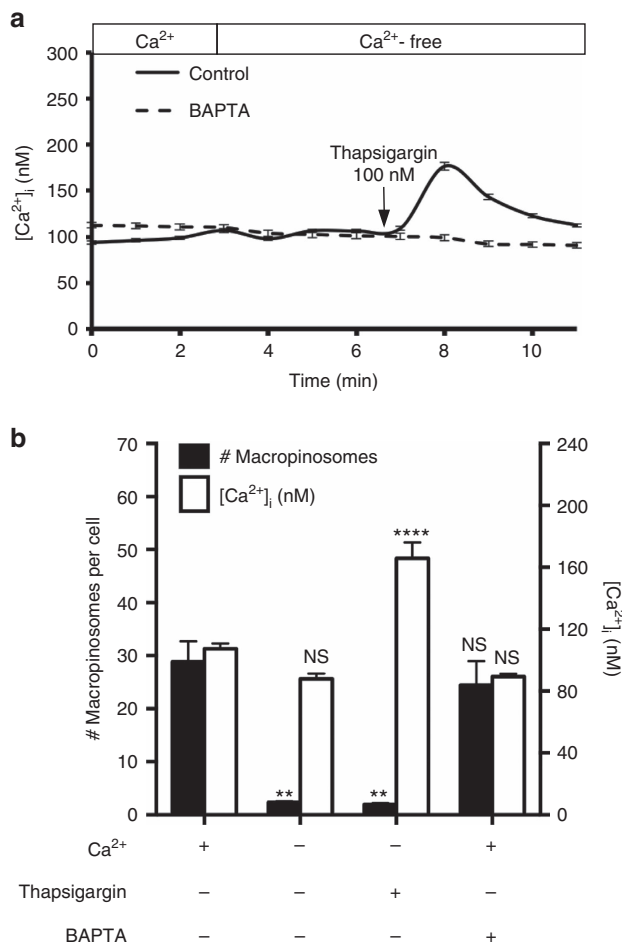 a
Ca²⁺ Ca²⁺- free
300
250
200
150
100
50
0
[Ca²⁺]ᵢ (nM)
Control
BAPTA
Thapsigargin
100 nM
0 2 4 6 8 10
Time (min)
b
70
60
50
40
30
20
10
0
# Macropinosomes per cell
# Macropinosomes
[Ca²⁺]ᵢ (nM)
240
200
160
120
80
40
0
[Ca²⁺]ᵢ (nM)
** NS ** **** NS NS
Ca²⁺ + – – +
Thapsigargin – – + –
BAPTA – – – +